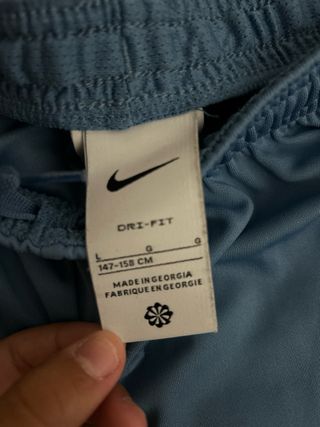 DRI-FIT
L G G
147-158 CM
MADE IN GEORGIA
FABRIQUE EN GEORGIE